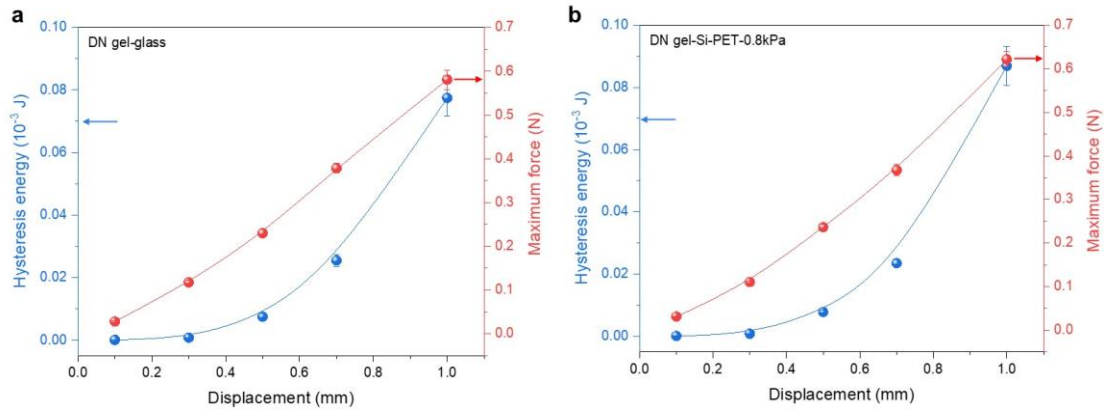 a
DN gel-glass
Hysteresis energy (10⁻³ J)
0.10
0.08
0.06
0.04
0.02
0.00
0.0 0.2 0.4 0.6 0.8 1.0
Displacement (mm)
0.7
0.6
0.5
0.4
0.3
0.2
0.1
0.0
Maximum force (N)
b
DN gel-Si-PET-0.8kPa
Hysteresis energy (10⁻³ J)
0.10
0.08
0.06
0.04
0.02
0.00
0.0 0.2 0.4 0.6 0.8 1.0
Displacement (mm)
0.7
0.6
0.5
0.4
0.3
0.2
0.1
0.0
Maximum force (N)